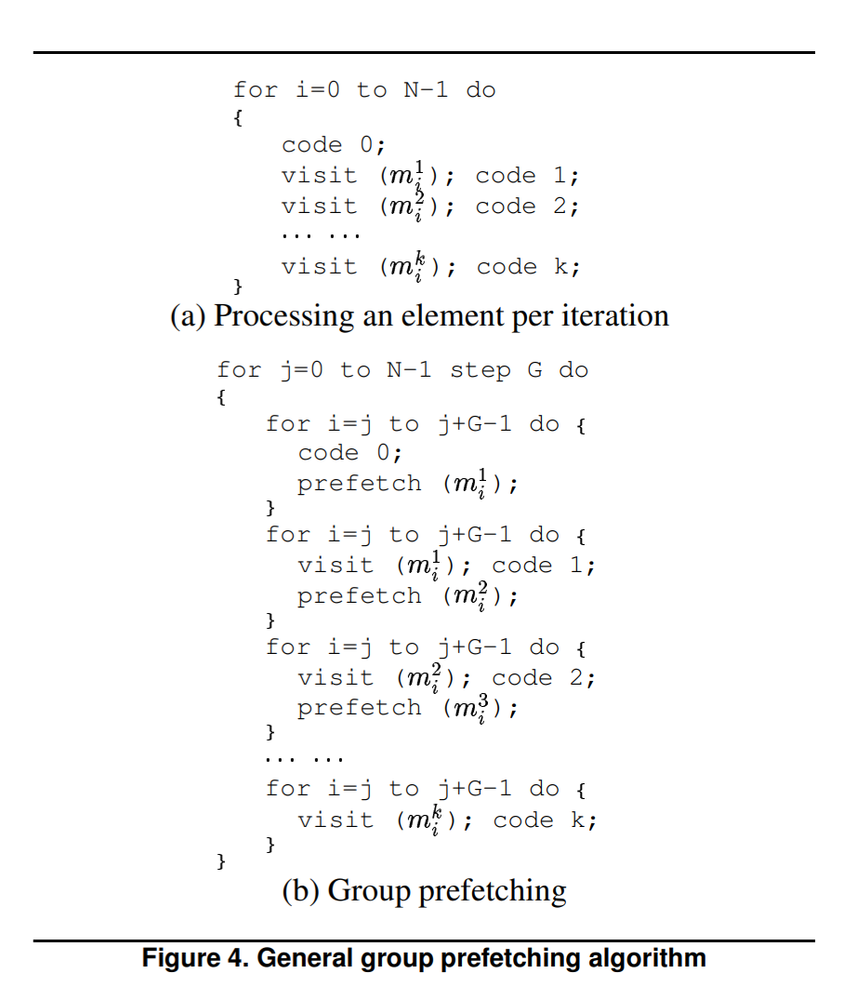 for i=0 to N-1 do
{
code 0;
visit (m_i^1); code 1;
visit (m_i^2); code 2;
... ...
visit (m_i^k); code k;
}
(a) Processing an element per iteration
for j=0 to N-1 step G do
{
for i=j to j+G-1 do {
code 0;
prefetch (m_i^1);
}
for i=j to j+G-1 do {
visit (m_i^1); code 1;
prefetch (m_i^2);
}
for i=j to j+G-1 do {
visit (m_i^2); code 2;
prefetch (m_i^3);
}
... ...
for i=j to j+G-1 do {
visit (m_i^k); code k;
}
}
(b) Group prefetching
Figure 4. General group prefetching algorithm